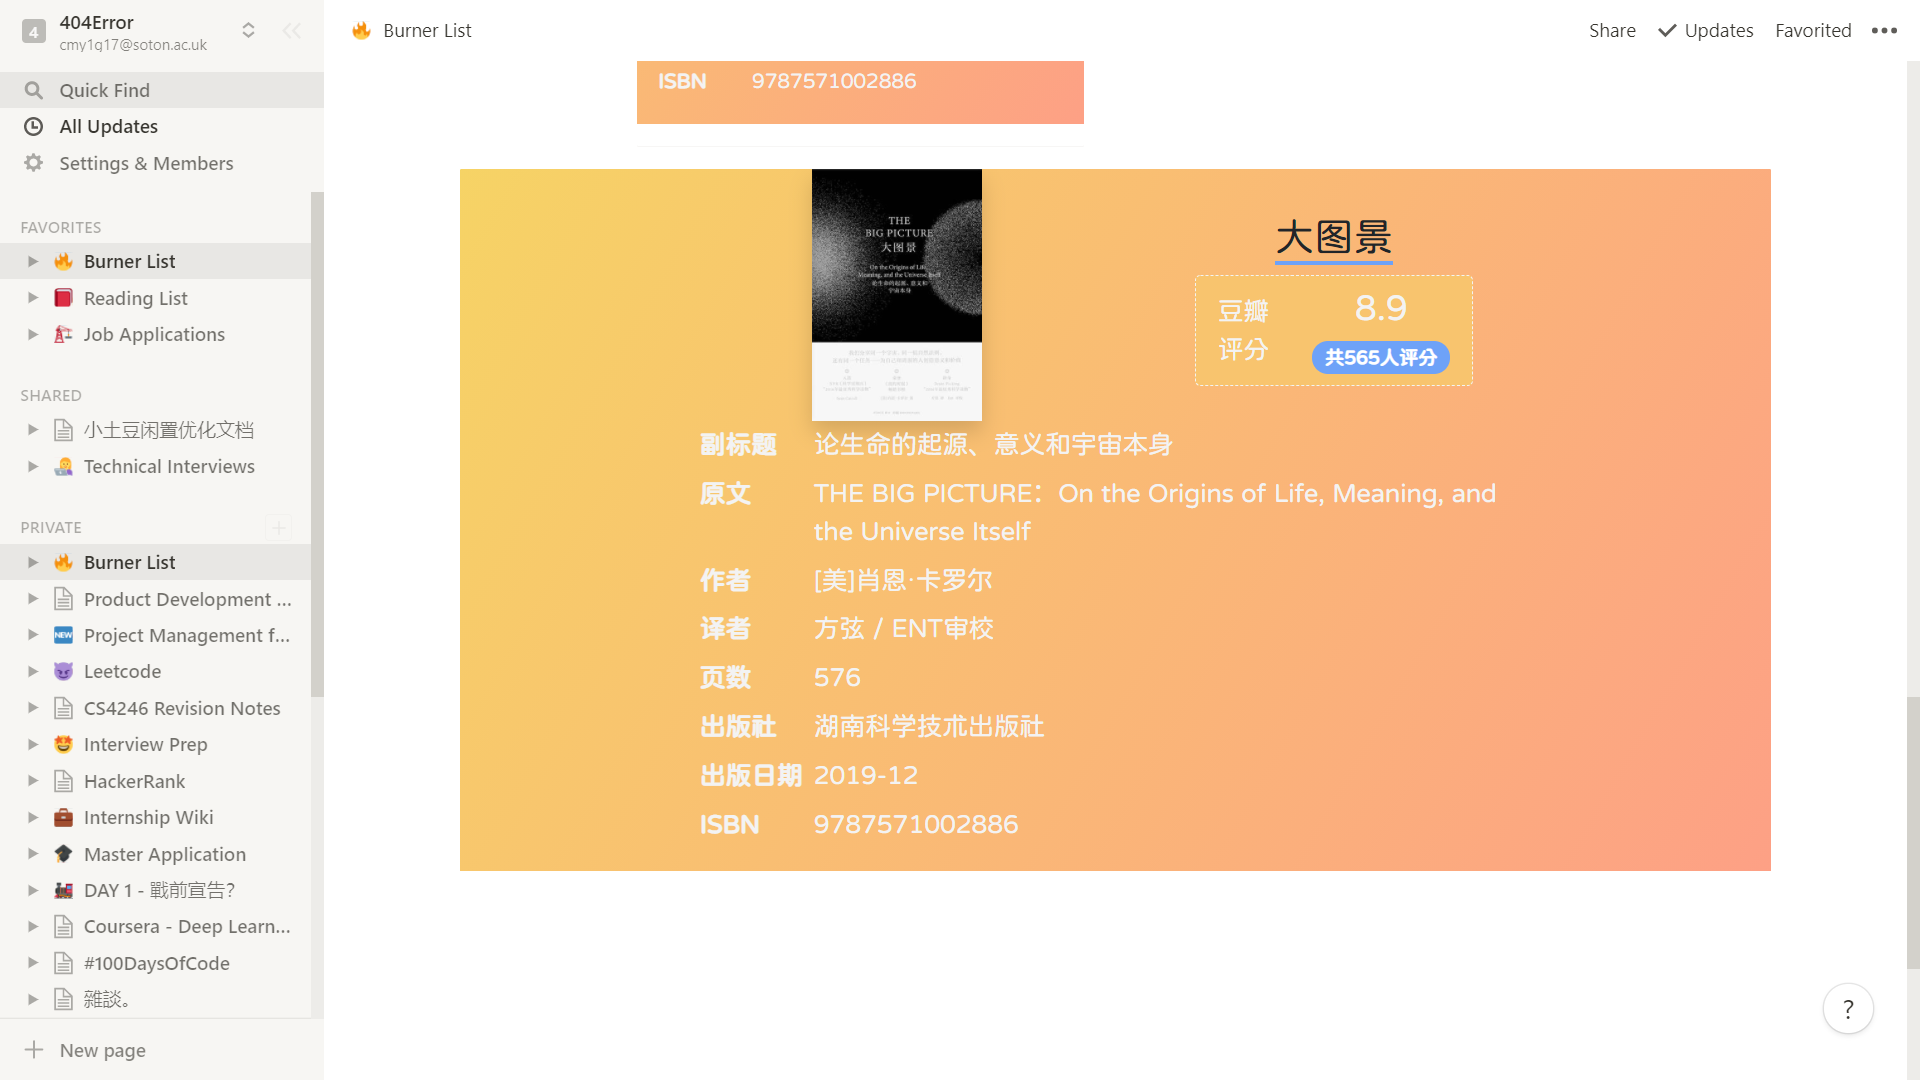 4
404Error
cmy1g17@soton.ac.uk
Quick Find
All Updates
Settings & Members
FAVORITES
Burner List
Reading List
Job Applications
SHARED
小土豆闲置优化文档
Technical Interviews
PRIVATE
Burner List
Product Development ...
NEW
Project Management f...
Leetcode
CS4246 Revision Notes
Interview Prep
HackerRank
Internship Wiki
Master Application
DAY 1 - 戰前宣告?
Coursera - Deep Learn...
#100DaysOfCode
雜談。
New page
Burner List
Share
Updates
Favorited
ISBN 9787571002886
THE
BIG PICTURE
大图景
On the Origins of Life,
Meaning, and the Universe Itself
论生命的起源、意义和
宇宙本身
大图景
豆瓣
评分
8.9
共565人评分
副标题 论生命的起源、意义和宇宙本身
原文 THE BIG PICTURE：On the Origins of Life, Meaning, and
the Universe Itself
作者 [美]肖恩·卡罗尔
译者 方弦 / ENT审校
页数 576
出版社 湖南科学技术出版社
出版日期 2019-12
ISBN 9787571002886
?